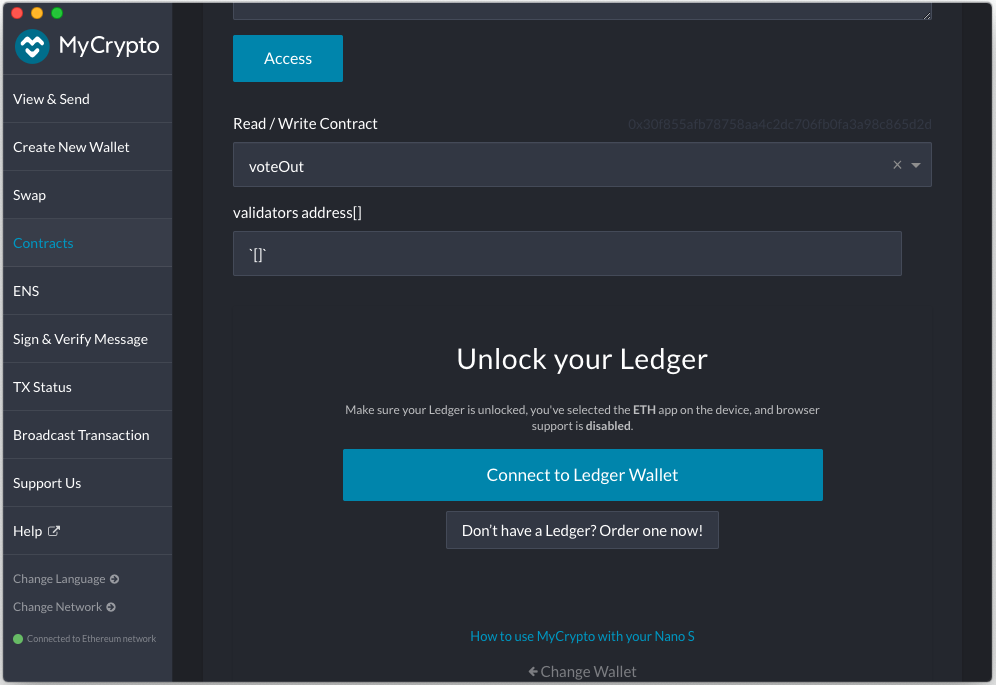 MyCrypto
View & Send
Create New Wallet
Swap
Contracts
ENS
Sign & Verify Message
TX Status
Broadcast Transaction
Support Us
Help
Change Language
Change Network
Connected to Ethereum network
Access
Read / Write Contract
0x30f855afb78758aa4c2dc706fb0fa3a98c865d2d
voteOut
validators address[]
`[]`
Unlock your Ledger
Make sure your Ledger is unlocked, you've selected the ETH app on the device, and browser
support is disabled.
Connect to Ledger Wallet
Don't have a Ledger? Order one now!
How to use MyCrypto with your Nano S
Change Wallet